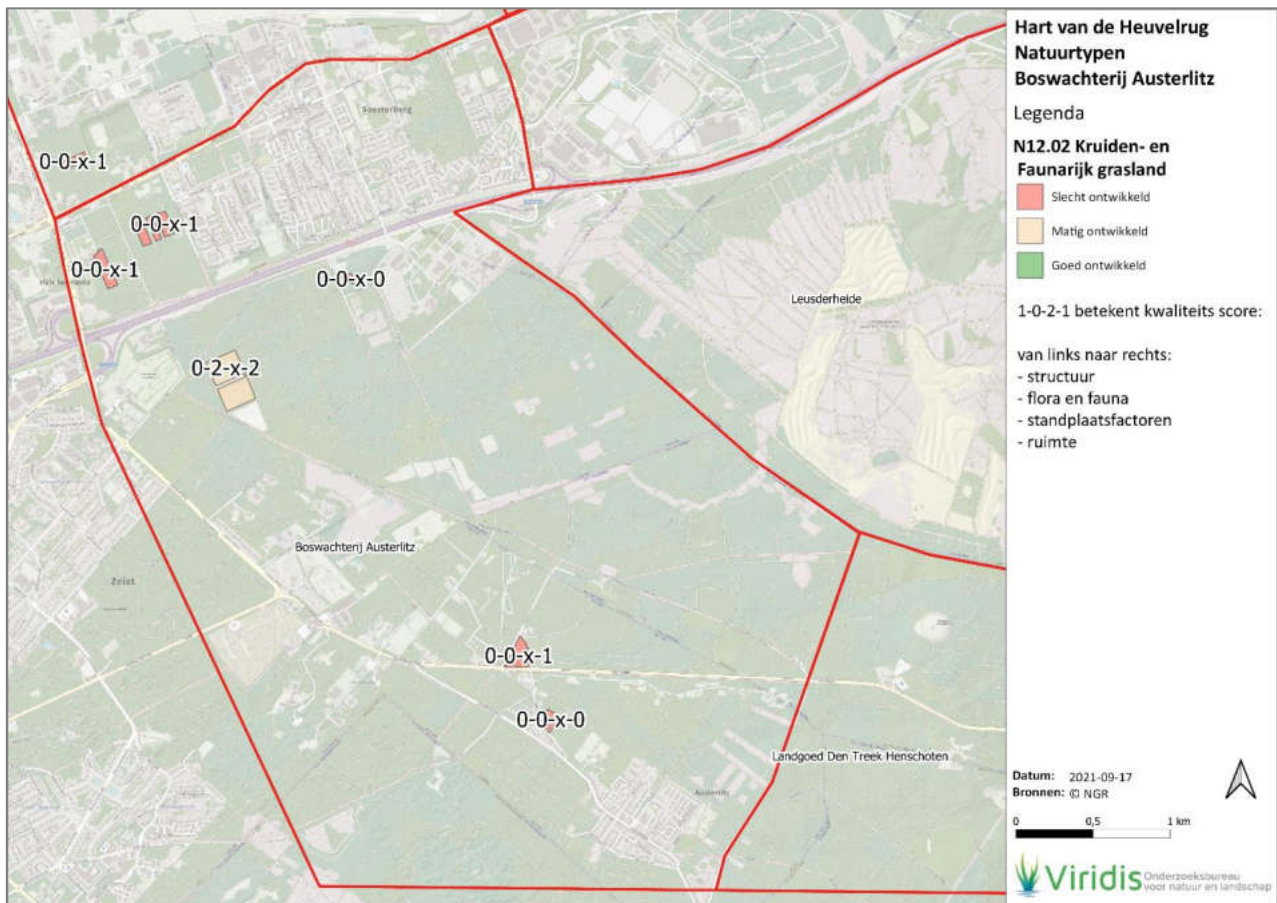 Hart van de Heuvelrug
Natuurtypen
Boswachterij Austerlitz
Legenda
N12.02 Kruiden- en
Faunarijk grasland
Slecht ontwikkeld
Matig ontwikkeld
Goed ontwikkeld
1-0-2-1 betekent kwaliteits score:
van links naar rechts:
- structuur
- flora en fauna
- standplaatsfactoren
- ruimte
Soesterberg
0-0-x-1
0-0-x-1
0-0-x-1
0-0-x-0
Leusderheide
0-2-x-2
Boswachterij Austerlitz
Zeist
0-0-x-1
0-0-x-0
Landgoed Den Treek Henschoten
Austerlitz
Datum: 2021-09-17
Bronnen: © NGR
0 0,5 1 km
Viridis Onderzoeksbureau
voor natuur en landschap